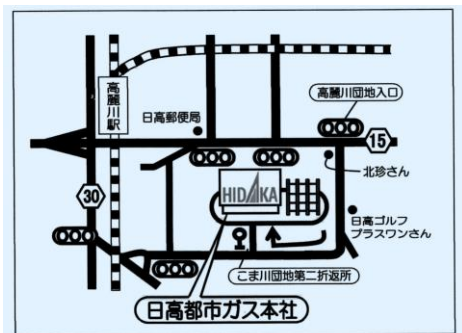 高麗川駅
日高郵便局
高麗川団地入口
15
北珍さん
30
HIDAKA
日高ゴルフ
プラスワンさん
こま川団地第二折返所
日高都市ガス本社